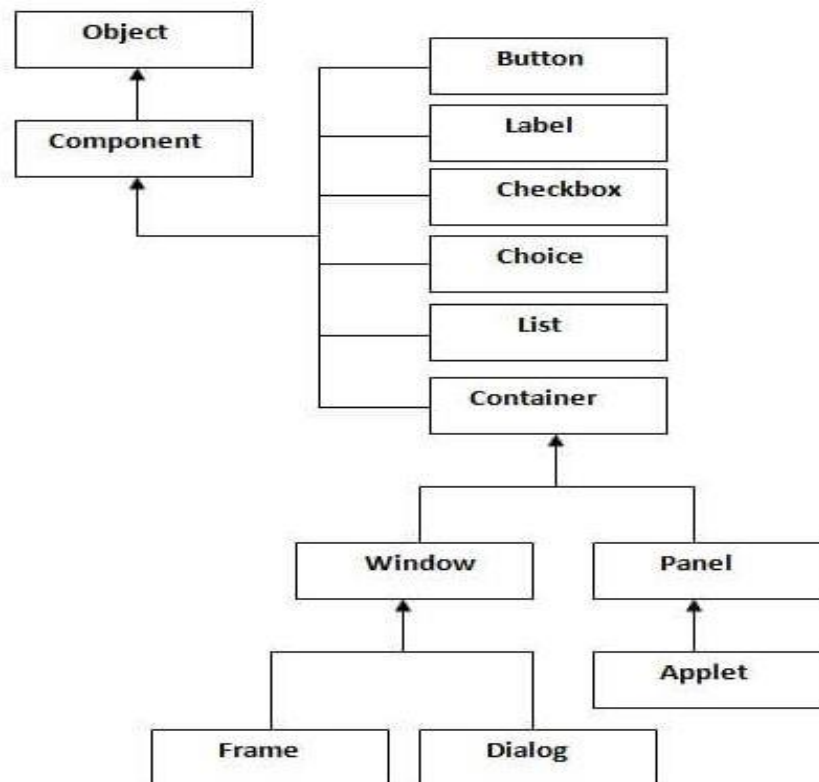 Object
Button
Label
Component
Checkbox
Choice
List
Container
Window
Panel
Applet
Frame
Dialog